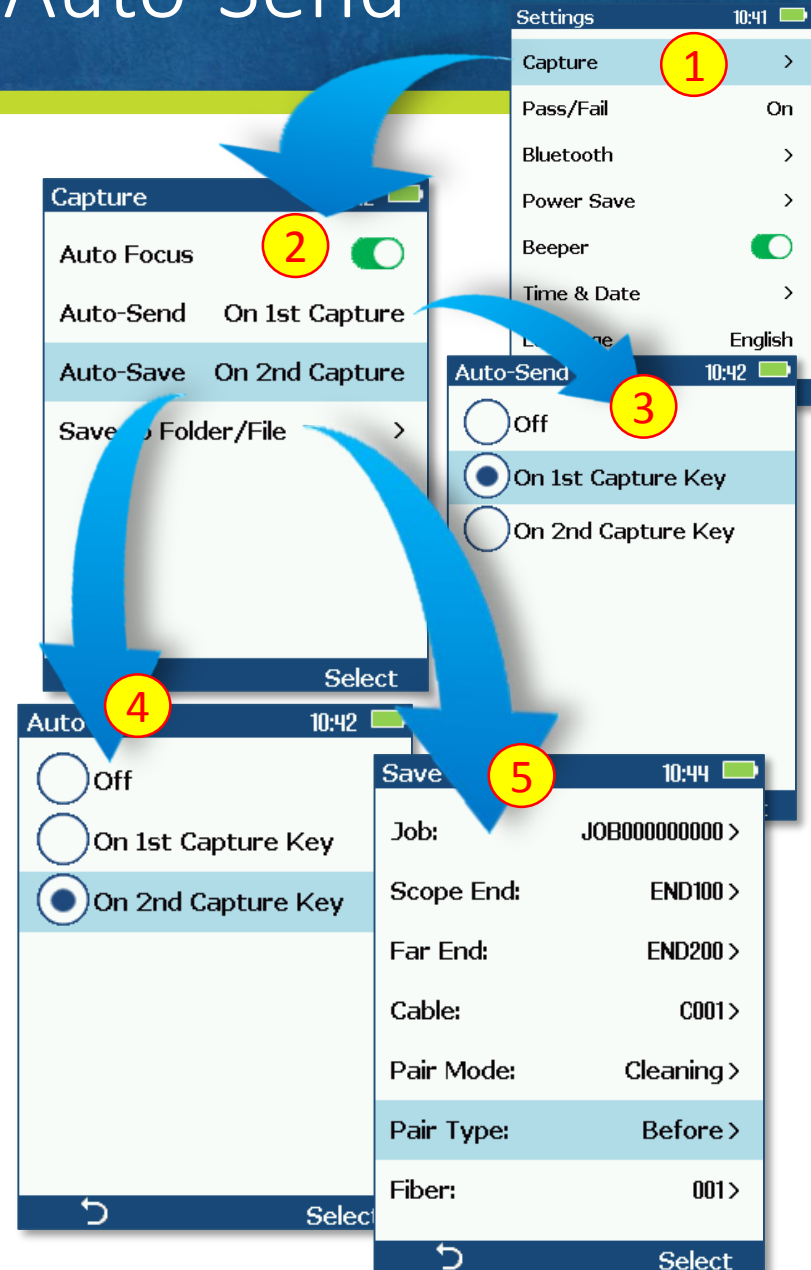 Auto-Send
Settings 10:41
Capture 1 >
Pass/Fail On
Bluetooth >
Power Save >
Beeper
Time & Date >
English
Capture
2
Auto Focus
Auto-Send On 1st Capture
Auto-Save On 2nd Capture
Folder/File >
Select
Auto-Send 10:42
3
Off
On 1st Capture Key
On 2nd Capture Key
Auto 10:42
4
Off
On 1st Capture Key
On 2nd Capture Key
Select
Save 10:44
5
Job: JOB000000000 >
Scope End: END100 >
Far End: END200 >
Cable: C001 >
Pair Mode: Cleaning >
Pair Type: Before >
Fiber: 001 >
Select